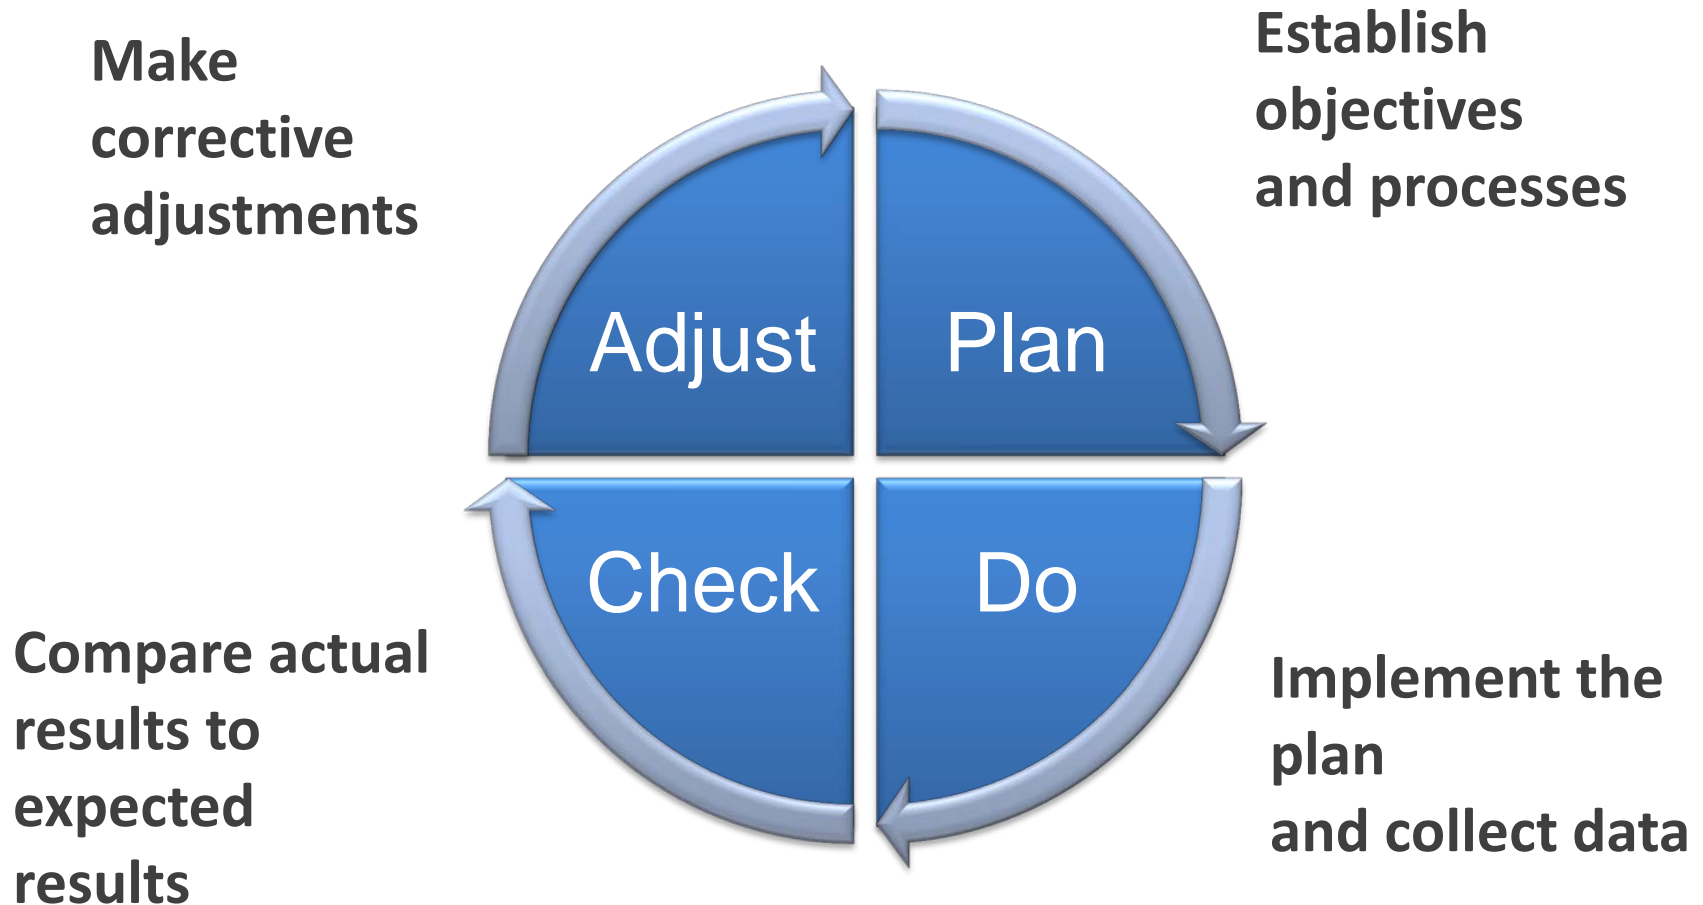 Make
corrective
adjustments
Establish
objectives
and processes
Adjust
Plan
Check
Do
Compare actual
results to
expected
results
Implement the
plan
and collect data